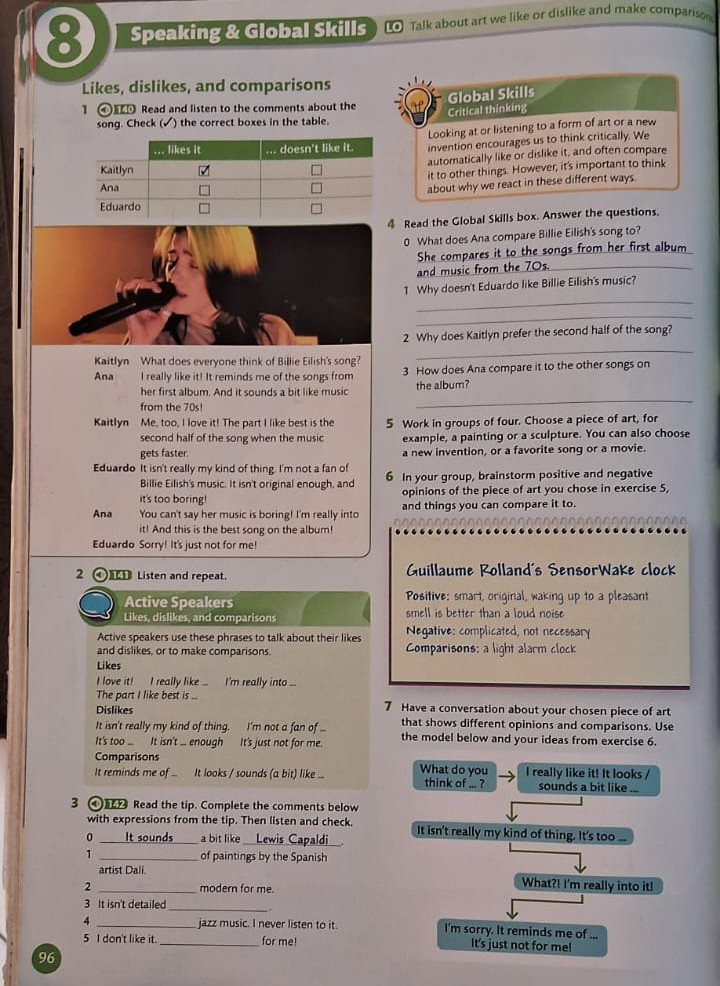 8
Speaking & Global Skills
LO Talk about art we like or dislike and make comparisons
Likes, dislikes, and comparisons
1 140 Read and listen to the comments about the
song. Check (✓) the correct boxes in the table.
... likes it ... doesn't like it.
Kaitlyn ☑ ☐
Ana ☐ ☐
Eduardo ☐ ☐
Kaitlyn What does everyone think of Billie Eilish's song?
Ana I really like it! It reminds me of the songs from
her first album. And it sounds a bit like music
from the 70s!
Kaitlyn Me, too, I love it! The part I like best is the
second half of the song when the music
gets faster.
Eduardo It isn't really my kind of thing. I'm not a fan of
Billie Eilish's music. It isn't original enough, and
it's too boring!
Ana You can't say her music is boring! I'm really into
it! And this is the best song on the album!
Eduardo Sorry! It's just not for me!
2 141 Listen and repeat.
Active Speakers
Likes, dislikes, and comparisons
Active speakers use these phrases to talk about their likes
and dislikes, or to make comparisons.
Likes
I love it! I really like ... I'm really into ...
The part I like best is ...
Dislikes
It isn't really my kind of thing. I'm not a fan of ...
It's too ... It isn't ... enough It's just not for me.
Comparisons
It reminds me of ... It looks / sounds (a bit) like ...
3 142 Read the tip. Complete the comments below
with expressions from the tip. Then listen and check.
0 It sounds a bit like Lewis Capaldi.
1 ____________ of paintings by the Spanish
artist Dali.
2 ____________ modern for me.
3 It isn't detailed ____________.
4 ____________ jazz music. I never listen to it.
5 I don't like it. ____________ for me!
96
Global Skills
Critical thinking
Looking at or listening to a form of art or a new
invention encourages us to think critically. We
automatically like or dislike it, and often compare
it to other things. However, it's important to think
about why we react in these different ways.
4 Read the Global Skills box. Answer the questions.
0 What does Ana compare Billie Eilish's song to?
She compares it to the songs from her first album
and music from the 70s.
1 Why doesn't Eduardo like Billie Eilish's music?
2 Why does Kaitlyn prefer the second half of the song?
3 How does Ana compare it to the other songs on
the album?
5 Work in groups of four. Choose a piece of art, for
example, a painting or a sculpture. You can also choose
a new invention, or a favorite song or a movie.
6 In your group, brainstorm positive and negative
opinions of the piece of art you chose in exercise 5,
and things you can compare it to.
Guillaume Rolland's SensorWake clock
Positive: smart, original, waking up to a pleasant
smell is better than a loud noise
Negative: complicated, not necessary
Comparisons: a light alarm clock
7 Have a conversation about your chosen piece of art
that shows different opinions and comparisons. Use
the model below and your ideas from exercise 6.
What do you
think of ... ?
I really like it! It looks /
sounds a bit like ...
It isn't really my kind of thing. It's too ...
What?! I'm really into it!
I'm sorry. It reminds me of ...
It's just not for me!